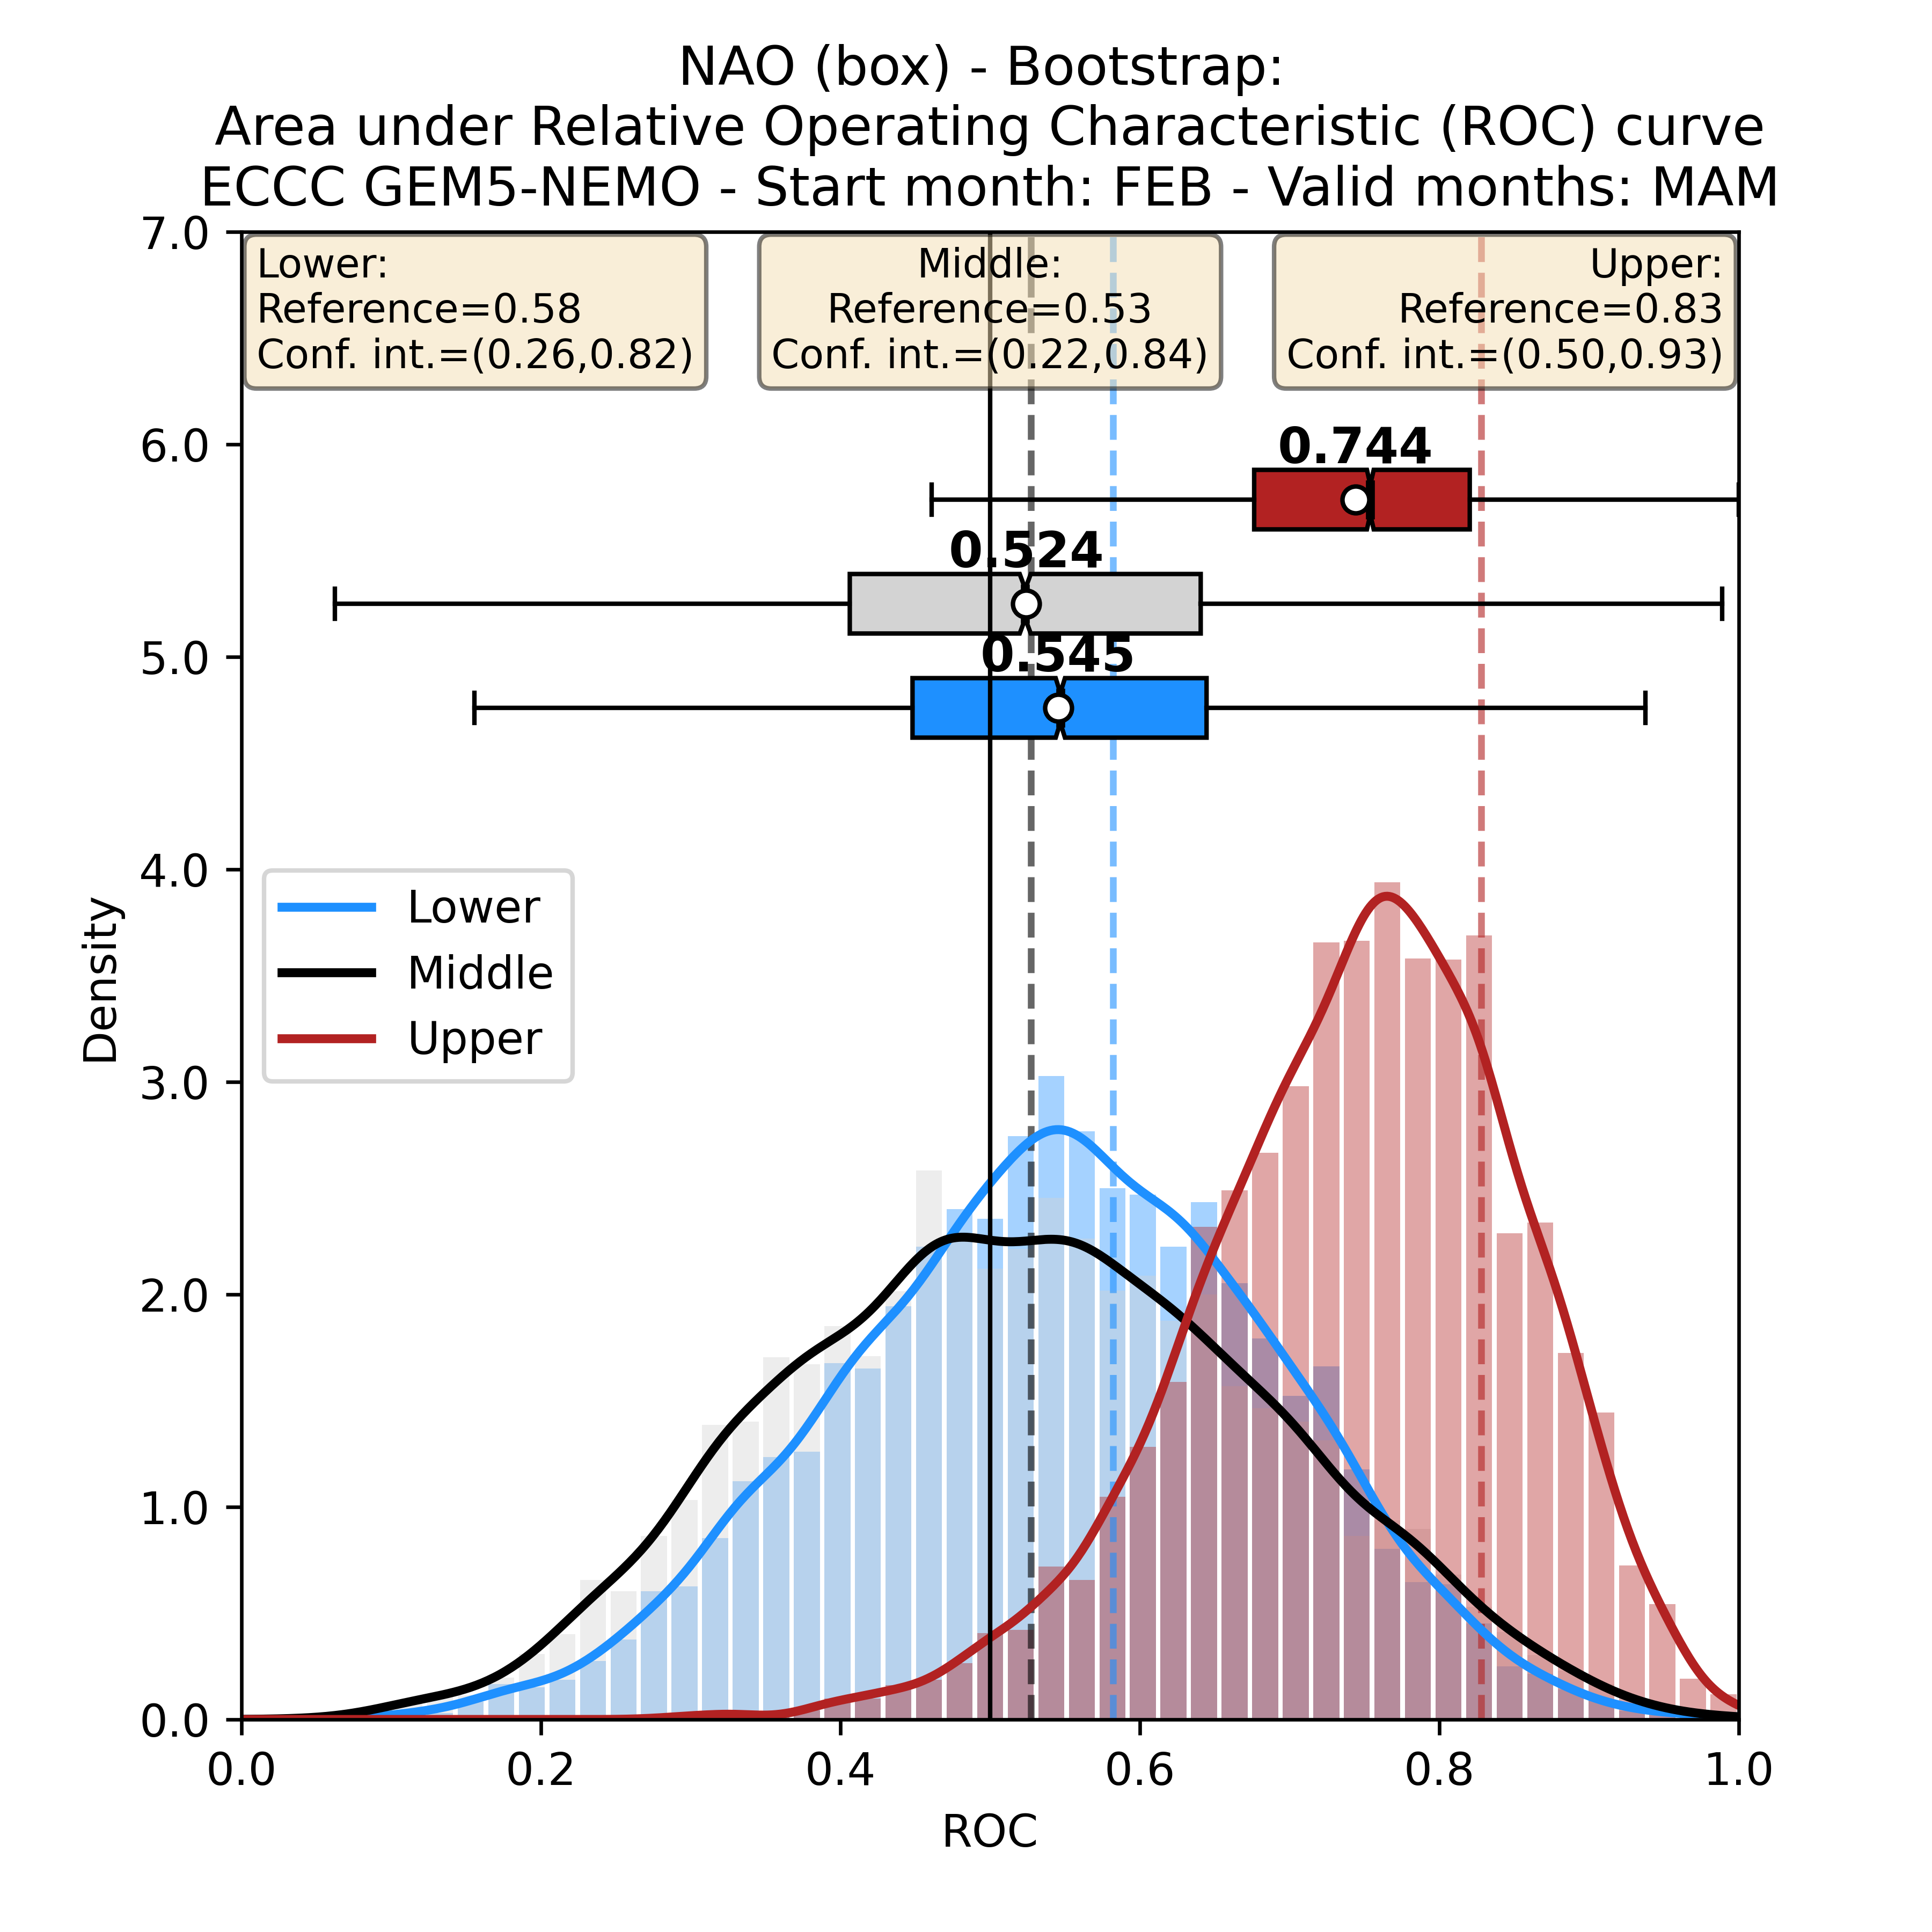 NAO (box) - Bootstrap:
Area under Relative Operating Characteristic (ROC) curve
ECCC GEM5-NEMO - Start month: FEB - Valid months: MAM
Lower:
Reference=0.58
Conf. int.=(0.26,0.82)
Middle:
Reference=0.53
Conf. int.=(0.22,0.84)
Upper:
Reference=0.83
Conf. int.=(0.50,0.93)
7.0
6.0
5.0
4.0
3.0
2.0
1.0
0.0
Density
0.744
0.524
0.545
Lower
Middle
Upper
0.0
0.2
0.4
0.6
0.8
1.0
ROC